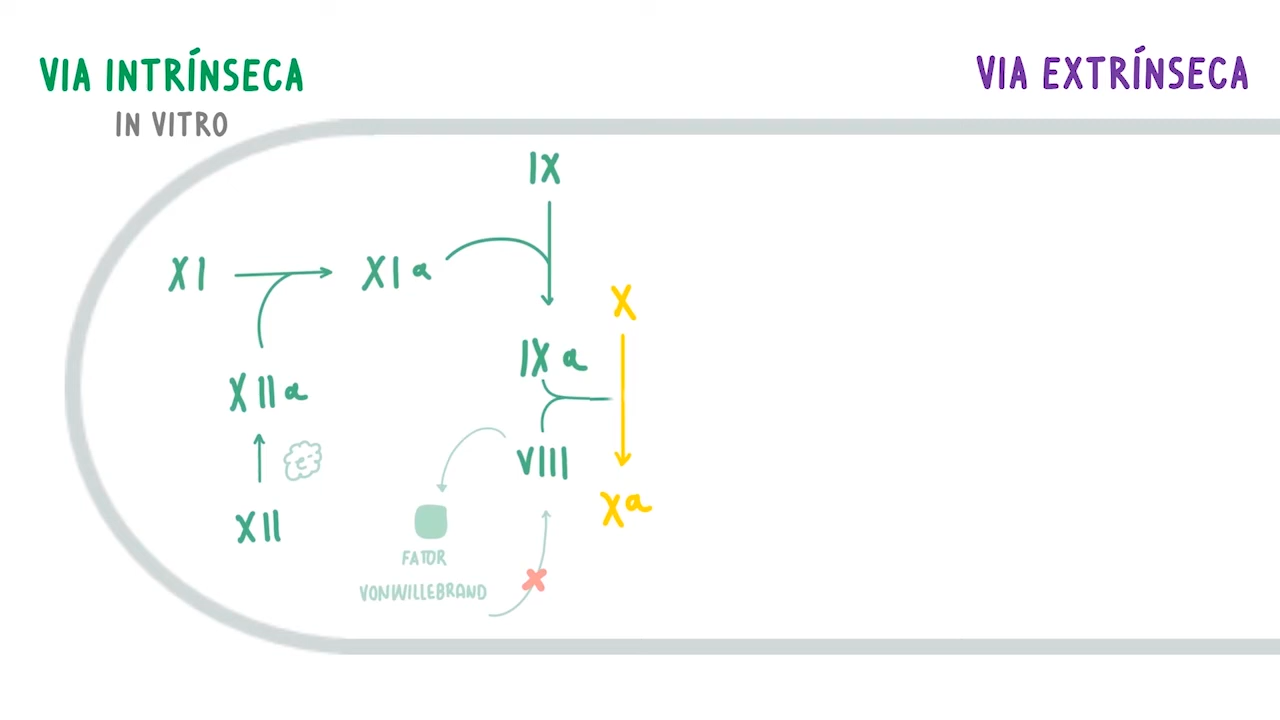 VIA INTRÍNSECA
IN VITRO
VIA EXTRÍNSECA
IX
XI
XIa
X
IXa
XIIa
e-
VIII
XII
Xa
FATOR
VONWILLEBRAND